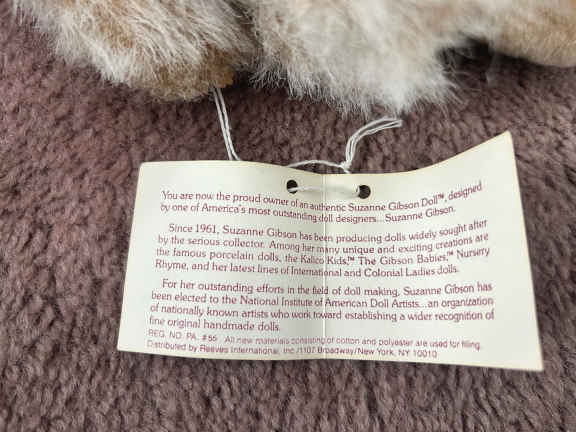 You are now the proud owner of an authentic Suzanne Gibson Doll™, designed
by one of America's most outstanding doll designers...Suzanne Gibson.
Since 1961, Suzanne Gibson has been producing dolls widely sought after
by the serious collector. Among her many unique and exciting creations are
the famous porcelain dolls, the Kalico Kids,™ The Gibson Babies,™ Nursery
Rhyme, and her latest lines of International and Colonial Ladies dolls.
For her outstanding efforts in the field of doll making, Suzanne Gibson has
been elected to the National Institute of American Doll Artists...an organization
of nationally known artists who work toward establishing a wider recognition of
fine original handmade dolls.
REG. NO. PA. #55 All new materials consisting of cotton and polyester are used for filling.
Distributed by Reeves International, Inc./1107 Broadway/New York, NY 10010